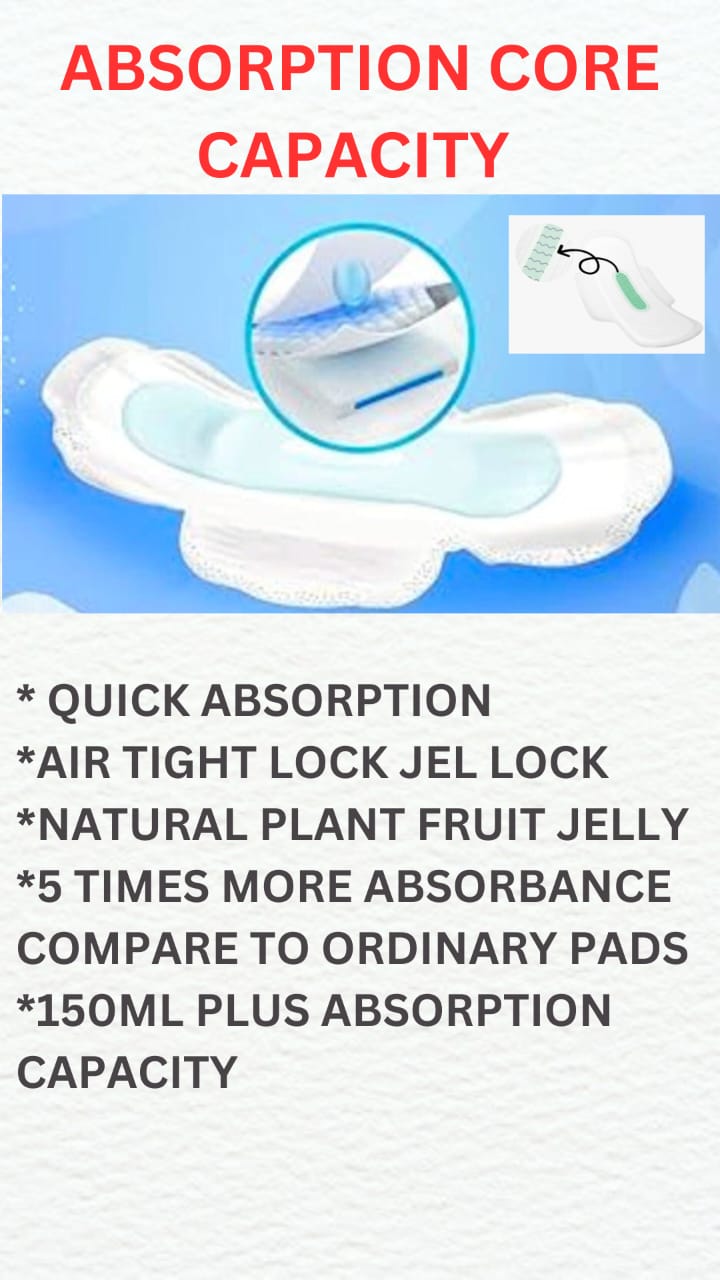 ABSORPTION CORE
CAPACITY
* QUICK ABSORPTION
*AIR TIGHT LOCK JEL LOCK
*NATURAL PLANT FRUIT JELLY
*5 TIMES MORE ABSORBANCE
COMPARE TO ORDINARY PADS
*150ML PLUS ABSORPTION
CAPACITY